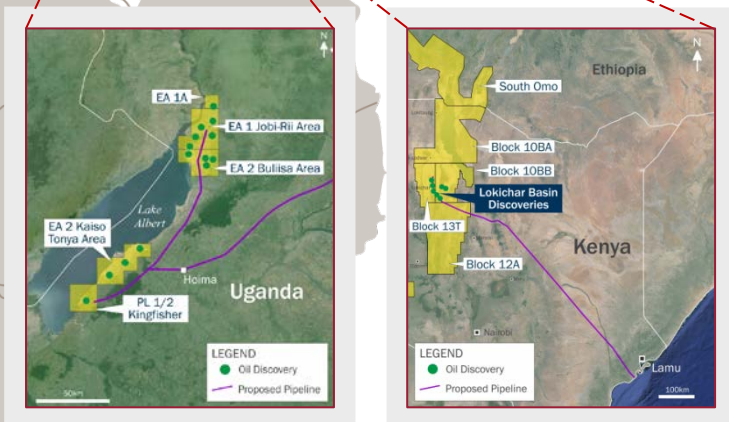 N
EA 1A
EA 1 Jobi-Rii Area
EA 2 Buliisa Area
Lake
Albert
EA 2 Kaiso
Tonya Area
Hoima
Uganda
PL 1/2
Kingfisher
LEGEND
Oil Discovery
Proposed Pipeline
50km
N
Ethiopia
South Omo
Block 10BA
Block 10BB
Lokichar Basin
Discoveries
Block 13T
Kenya
Block 12A
Nairobi
LEGEND
Oil Discovery
Proposed Pipeline
Lamu
100km